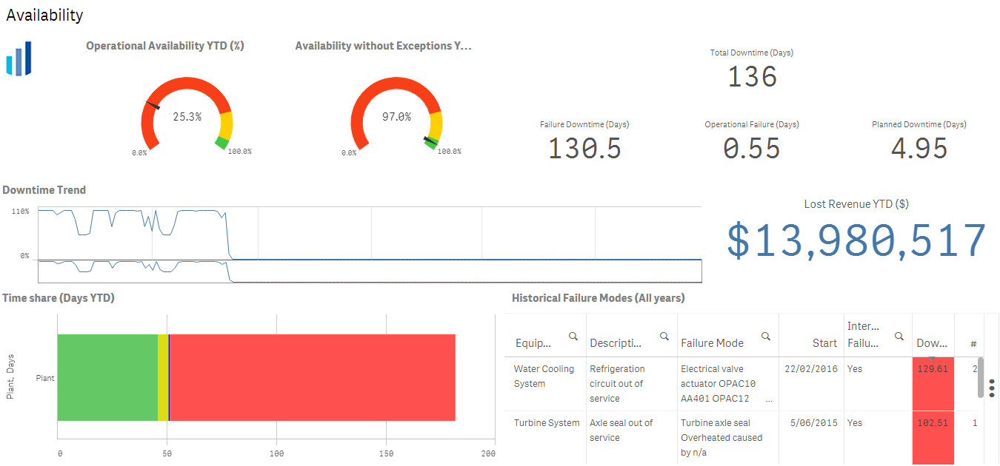 Availability
Operational Availability YTD (%)
Availability without Exceptions Y...
25.3%
0.0%
100.0%
97.0%
0.0%
100.0%
Total Downtime (Days)
136
Failure Downtime (Days)
130.5
Operational Failure (Days)
0.55
Planned Downtime (Days)
4.95
Downtime Trend
110%
0%
Lost Revenue YTD ($)
$13,980,517
Time share (Days YTD)
Plant, Days
Plant
0
50
100
150
200
Historical Failure Modes (All years)
Equip...
Descripti...
Failure Mode
Start
Inter...
Failu...
Dow...
#
Water Cooling
System
Refrigeration
circuit out of
service
Electrical valve
actuator OPAC10
AA401 OPAC12 ...
22/02/2016
Yes
129.61
2
Turbine System
Axle seal out of
service
Turbine axle seal
Overheated caused
by n/a
5/06/2015
Yes
102.51
1